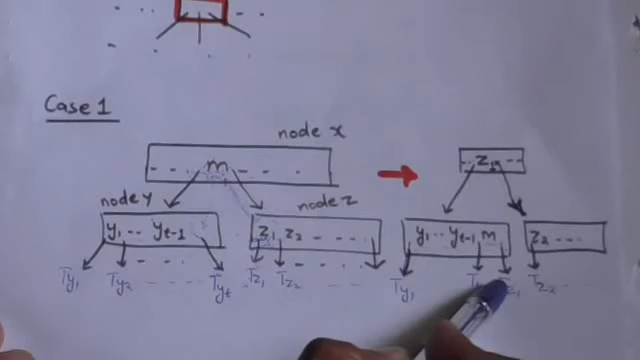 Case 1
node x
m
z1
node y
node z
y1 .. yt-1
z1 z2 - - - -
y1 .. yt-1 m
z2 ....
Ty1 Ty2 ..... Tyt Tz1 Tz2
Ty1 Tz2